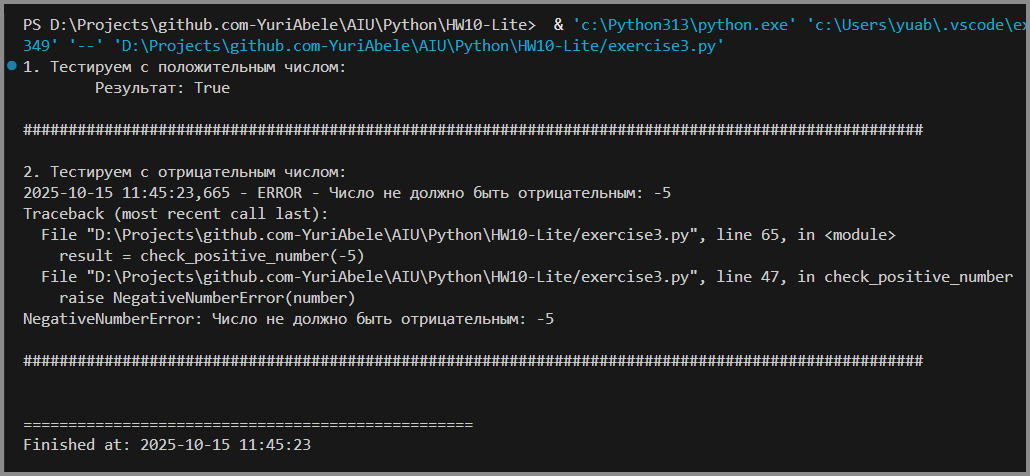 PS D:\Projects\github.com-YuriAbele\AIU\Python\HW10-Lite>  & 'c:\Python313\python.exe' 'c:\Users\yuab\.vscode\ex
349' '--' 'D:\Projects\github.com-YuriAbele\AIU\Python\HW10-Lite/exercise3.py'
1. Тестируем с положительным числом:
        Результат: True
####################################################################################################
2. Тестируем с отрицательным числом:
2025-10-15 11:45:23,665 - ERROR - Число не должно быть отрицательным: -5
Traceback (most recent call last):
  File "D:\Projects\github.com-YuriAbele\AIU\Python\HW10-Lite/exercise3.py", line 65, in <module>
    result = check_positive_number(-5)
  File "D:\Projects\github.com-YuriAbele\AIU\Python\HW10-Lite/exercise3.py", line 47, in check_positive_number
    raise NegativeNumberError(number)
NegativeNumberError: Число не должно быть отрицательным: -5
####################################################################################################
==================================================
Finished at: 2025-10-15 11:45:23